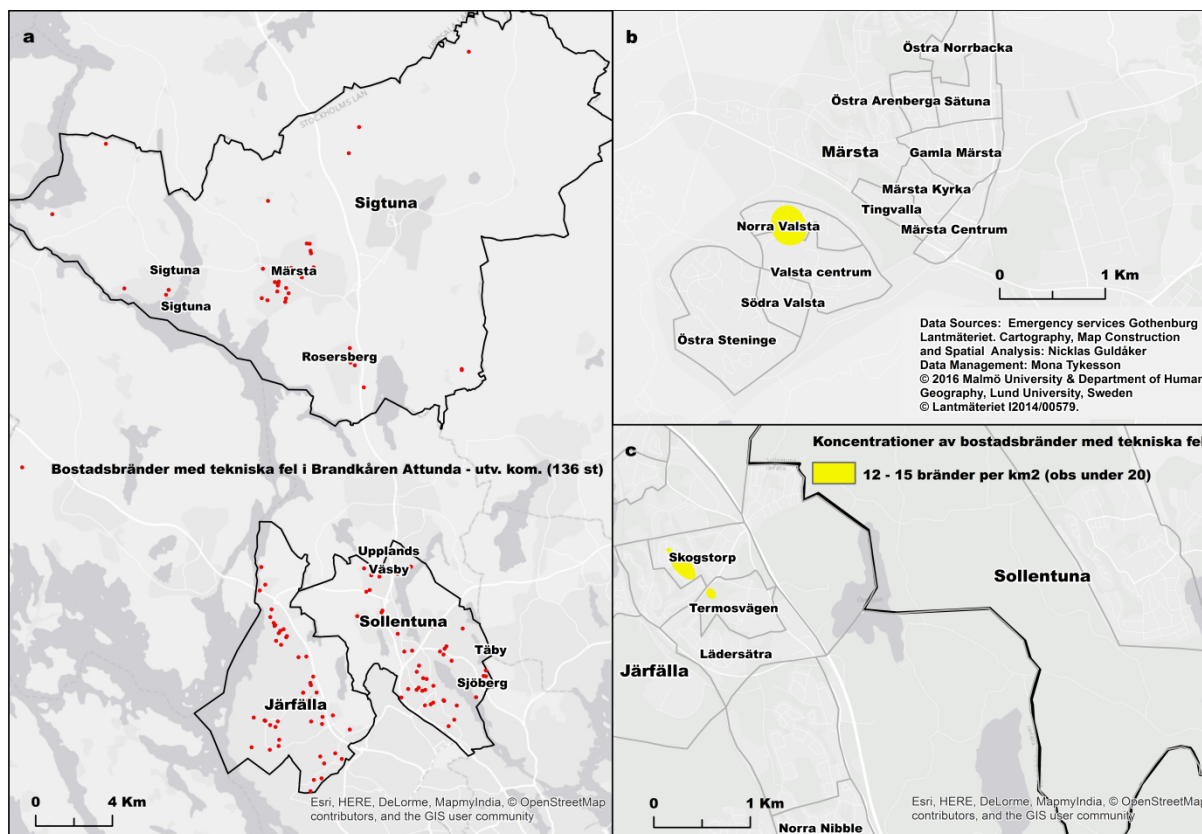 a
UPPSALA LÄN
STOCKHOLMS LÄN
Sigtuna
Sigtuna
Märsta
Sigtuna
Rosersberg
Bostadsbränder med tekniska fel i Brandkåren Attunda - utv. kom. (136 st)
Upplands
Väsby
Sollentuna
Täby
Sjöberg
Järfälla
0 4 Km
Esri, HERE, DeLorme, MapmyIndia, © OpenStreetMap
contributors, and the GIS user community
b
Östra Norrbacka
Östra Arenberga Sätuna
Märsta
Gamla Märsta
Märsta Kyrka
Tingvalla
Märsta Centrum
Norra Valsta
Valsta centrum
Södra Valsta
Östra Steninge
0 1 Km
Data Sources: Emergency services Gothenburg
Lantmäteriet. Cartography, Map Construction
and Spatial Analysis: Nicklas Guldåker
Data Management: Mona Tykesson
© 2016 Malmö University & Department of Human
Geography, Lund University, Sweden
© Lantmäteriet I2014/00579.
c
Koncentrationer av bostadsbränder med tekniska fel
12 - 15 bränder per km2 (obs under 20)
Skogstorp
Sollentuna
Termosvägen
Lädersätra
Järfälla
0 1 Km
Norra Nibble
Esri, HERE, DeLorme, MapmyIndia, © OpenStreetMap
contributors, and the GIS user community